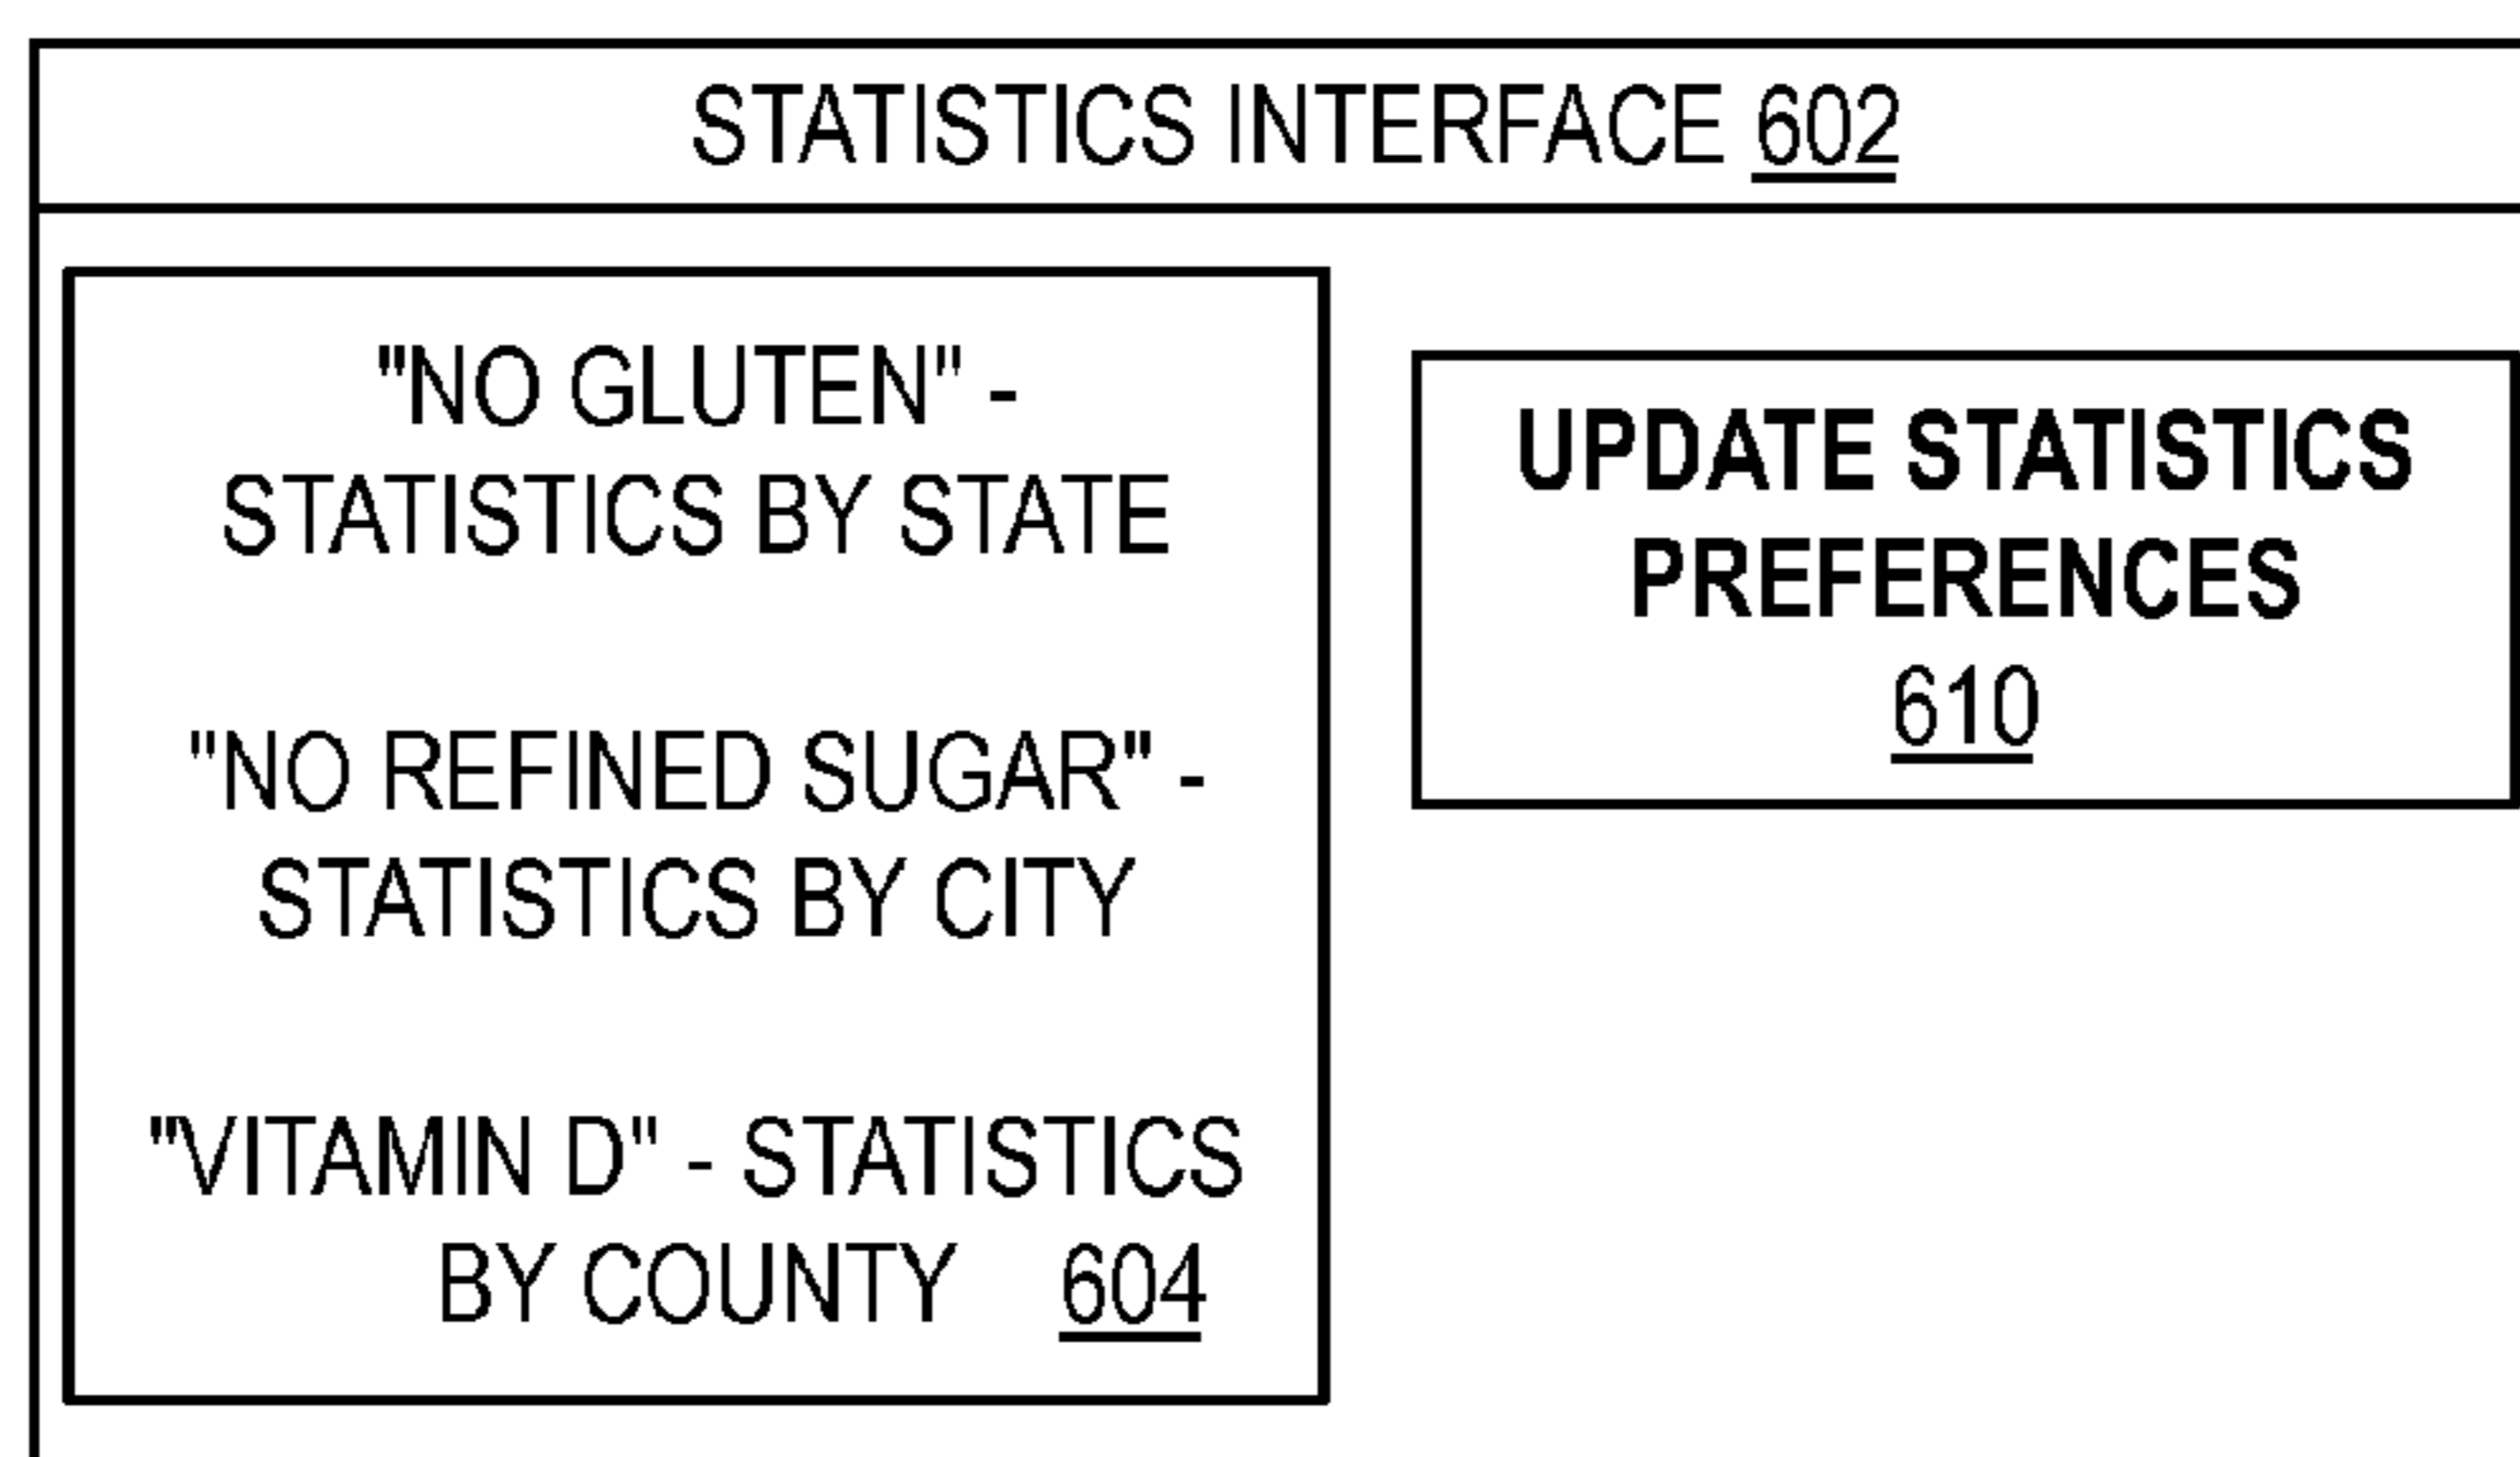 STATISTICS INTERFACE 602
"NO GLUTEN" -
STATISTICS BY STATE
"NO REFINED SUGAR" -
STATISTICS BY CITY
"VITAMIN D" - STATISTICS
BY COUNTY 604
UPDATE STATISTICS
PREFERENCES
610